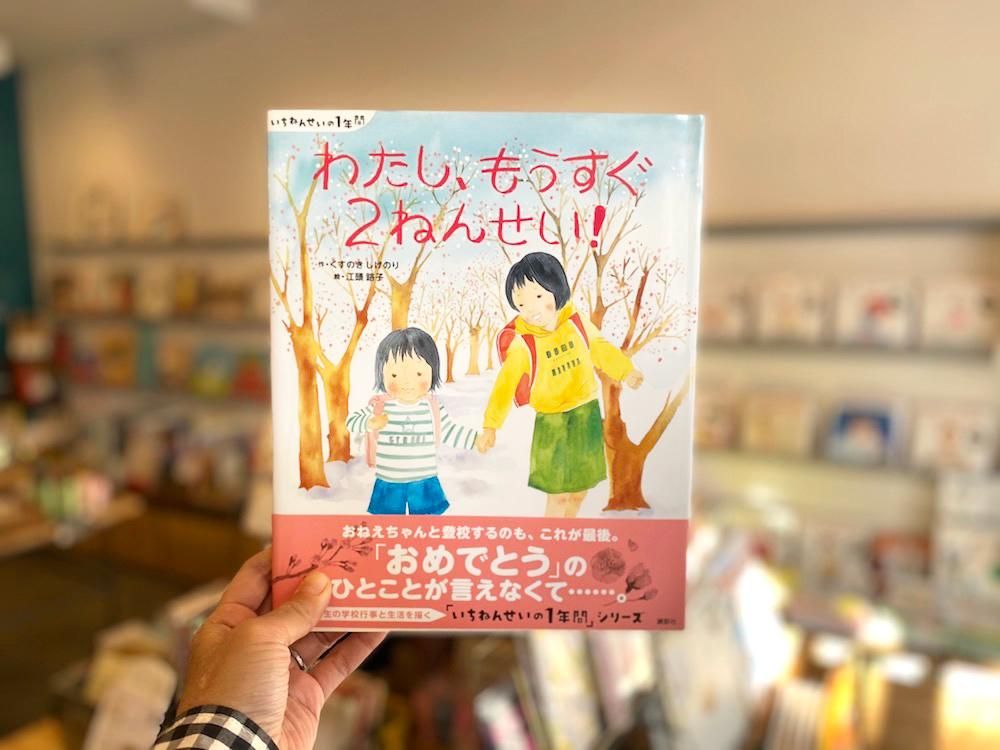 いちねんせいの1年間
わたし、もうすぐ
2ねんせい!
作・くすのき しげのり
絵・江頭 路子
おねえちゃんと登校するのも、これが最後。
「おめでとう」の
ひとことが言えなくて……。
生の学校行事と生活を描く 「いちねんせいの1年間」シリーズ
講談社